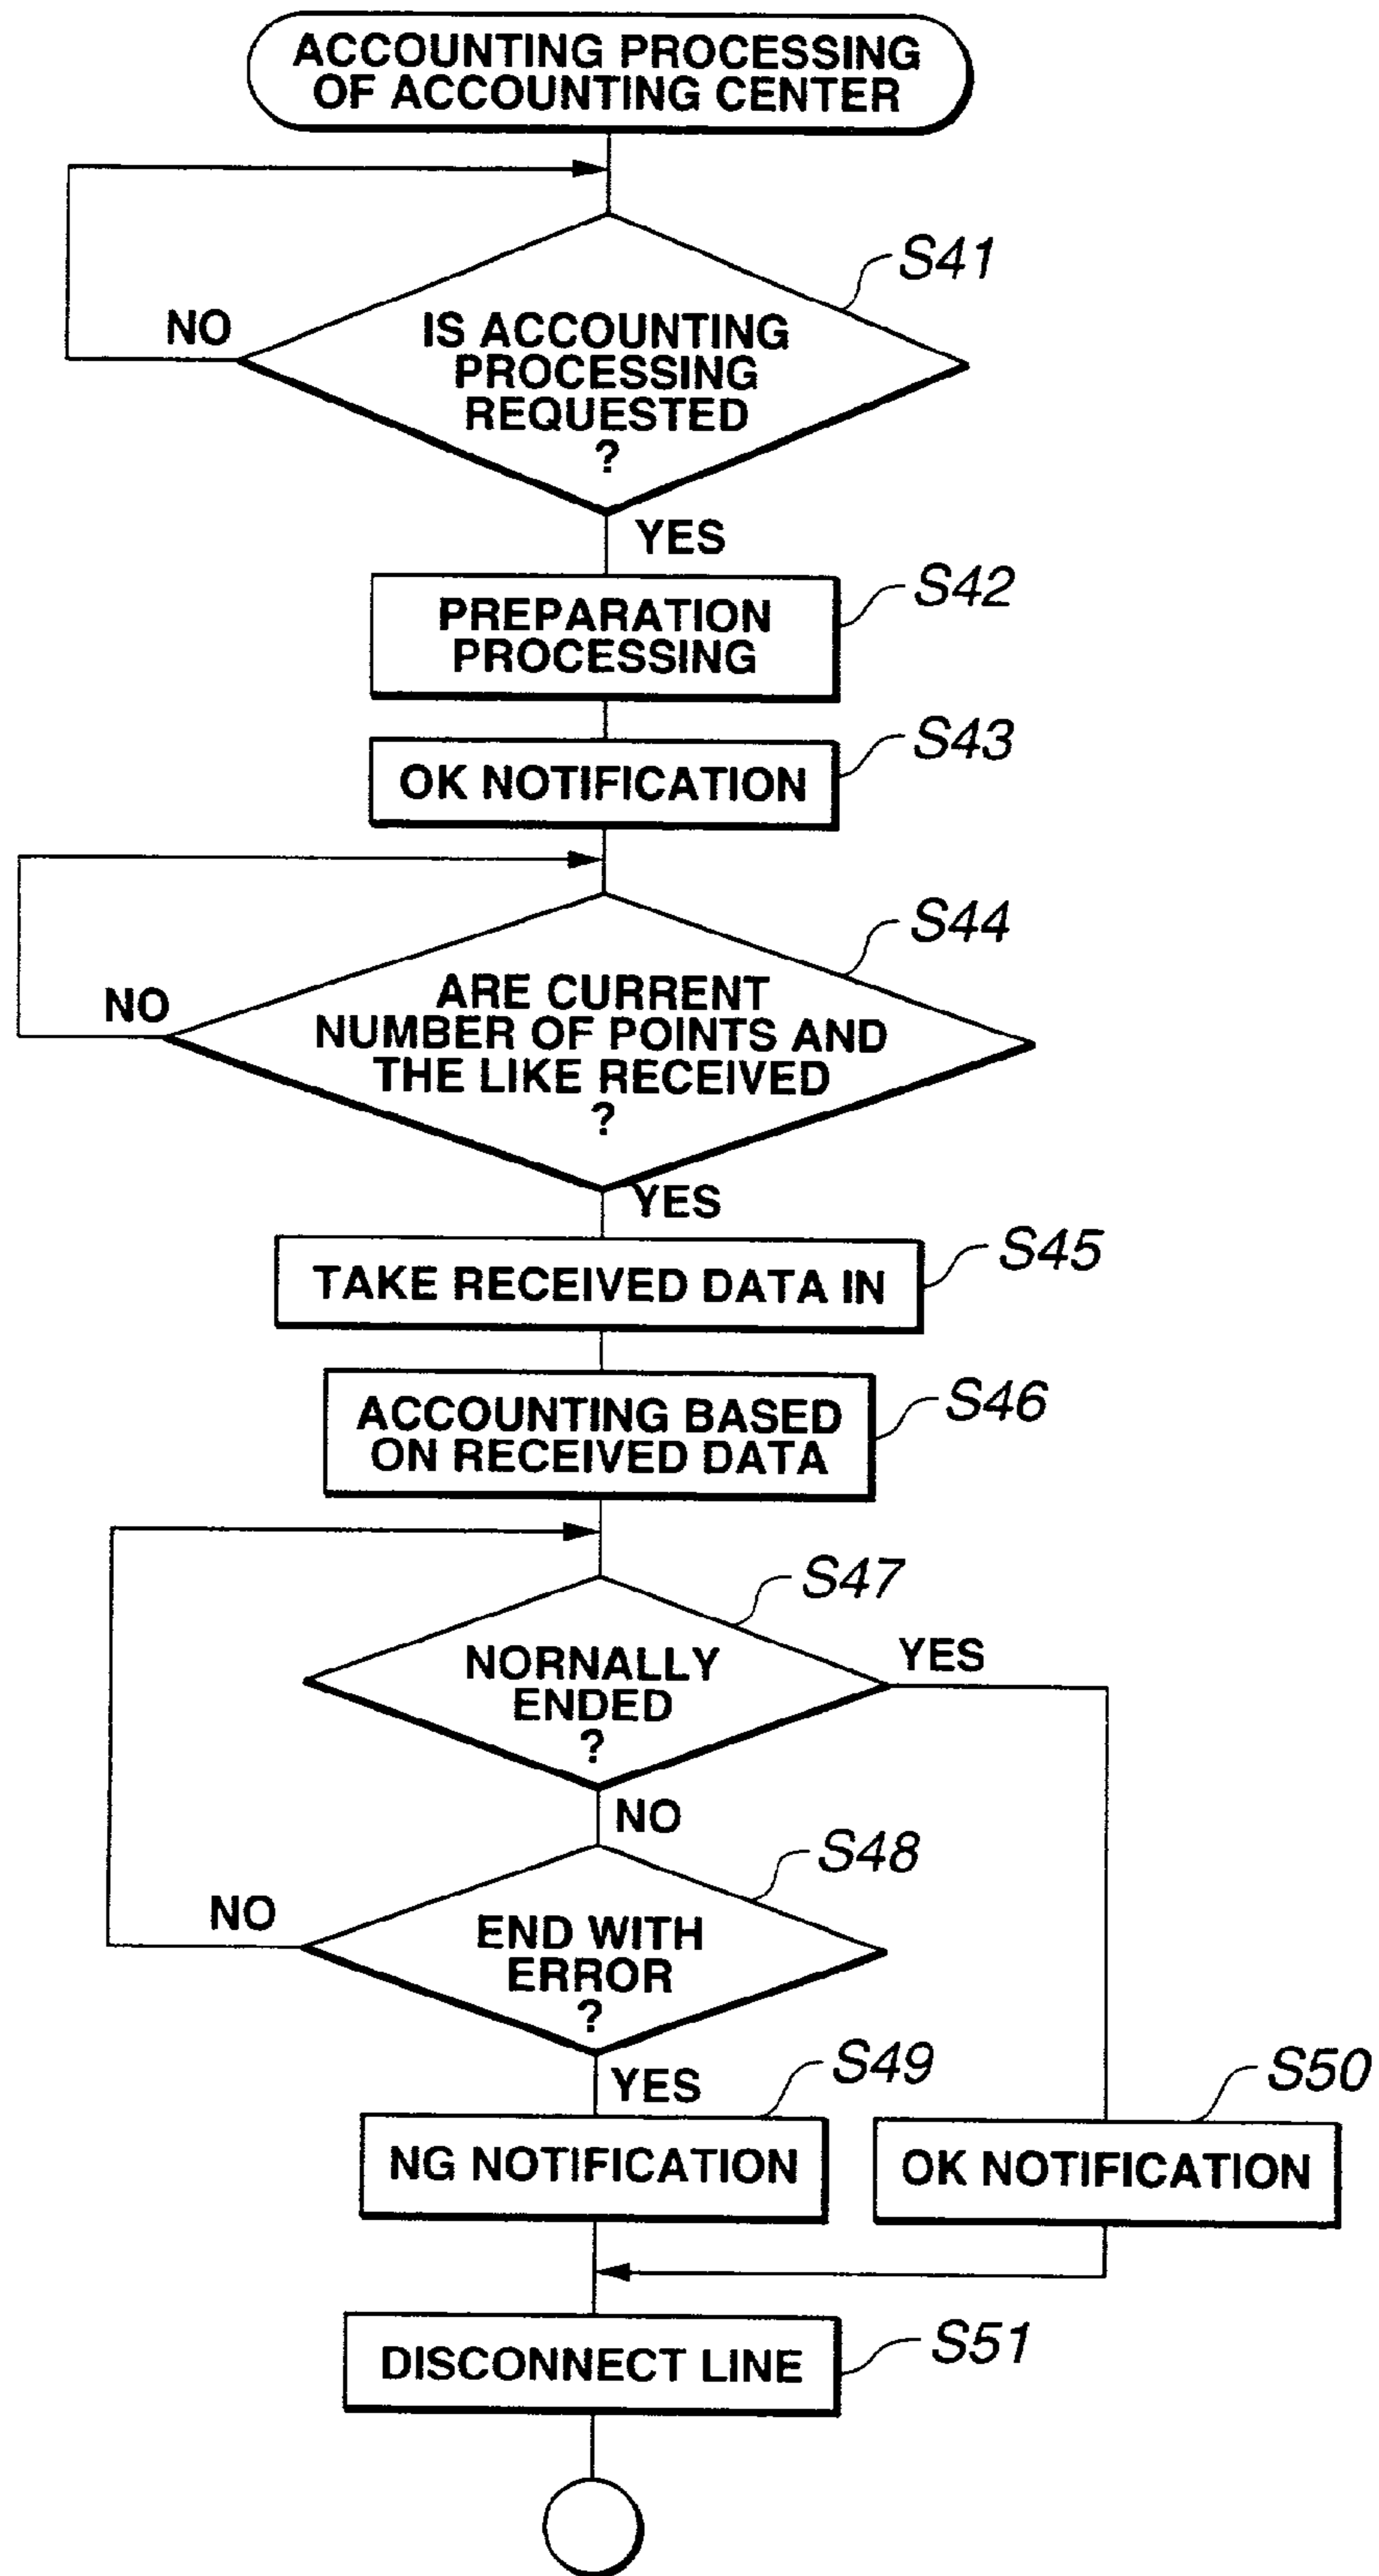 ACCOUNTING PROCESSING
OF ACCOUNTING CENTER
S41
NO
IS ACCOUNTING
PROCESSING
REQUESTED
?
YES
S42
PREPARATION
PROCESSING
S43
OK NOTIFICATION
S44
NO
ARE CURRENT
NUMBER OF POINTS AND
THE LIKE RECEIVED
?
YES
S45
TAKE RECEIVED DATA IN
S46
ACCOUNTING BASED
ON RECEIVED DATA
S47
YES
NORNALLY
ENDED
?
NO
S48
NO
END WITH
ERROR
?
YES
S49
S50
NG NOTIFICATION
OK NOTIFICATION
S51
DISCONNECT LINE